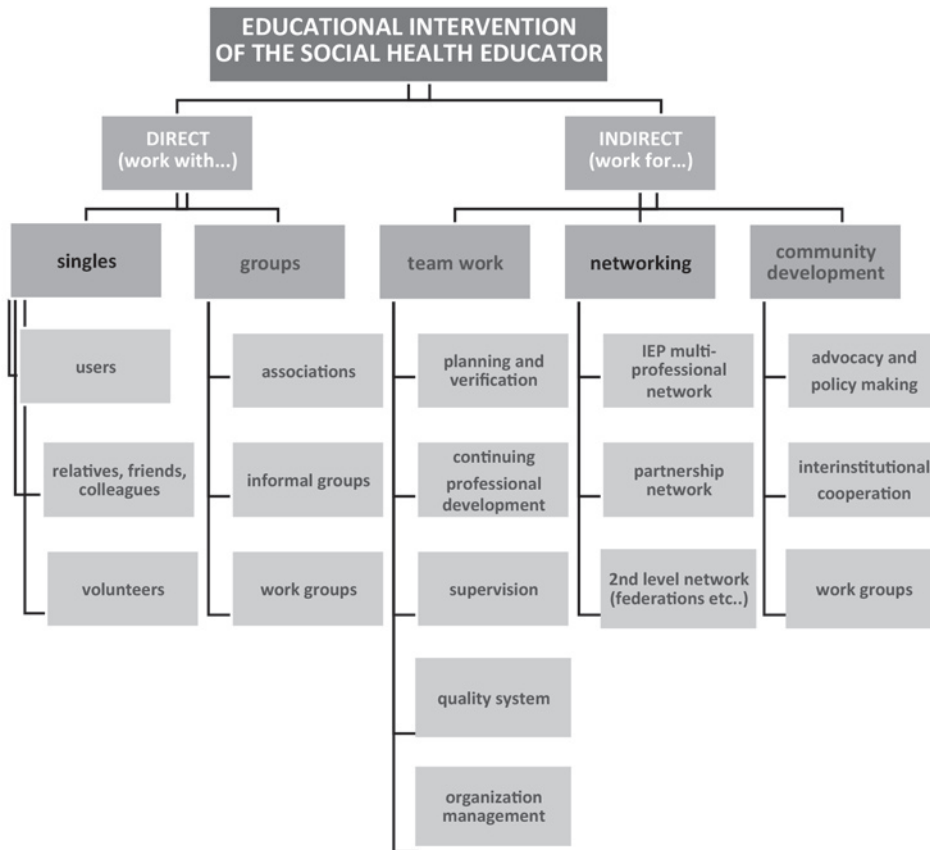 EDUCATIONAL INTERVENTION
OF THE SOCIAL HEALTH EDUCATOR
DIRECT
(work with...)
INDIRECT
(work for...)
singles
groups
team work
networking
community
development
users
relatives, friends,
colleagues
volunteers
associations
informal groups
work groups
planning and
verification
continuing
professional
development
supervision
quality system
organization
management
IEP multi-
professional
network
partnership
network
2nd level network
(federations etc..)
advocacy and
policy making
interinstitutional
cooperation
work groups